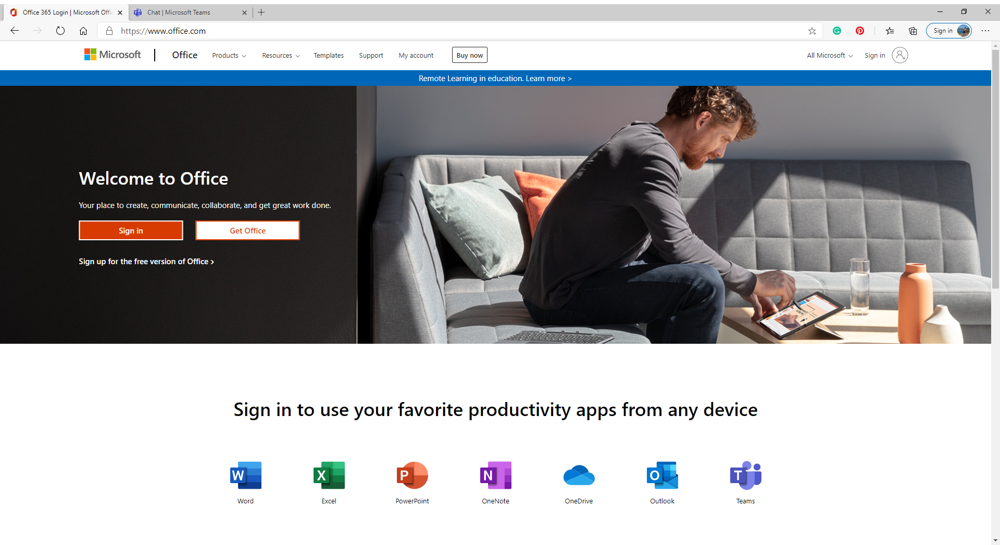 Office 365 Login | Microsoft Offic
Chat | Microsoft Teams
https://www.office.com
Sign in
Microsoft
Office
Products
Resources
Templates
Support
My account
Buy now
All Microsoft
Sign in
Remote Learning in education. Learn more >
Welcome to Office
Your place to create, communicate, collaborate, and get great work done.
Sign in
Get Office
Sign up for the free version of Office >
Sign in to use your favorite productivity apps from any device
W
X
P
N
O
T
Word
Excel
PowerPoint
OneNote
OneDrive
Outlook
Teams